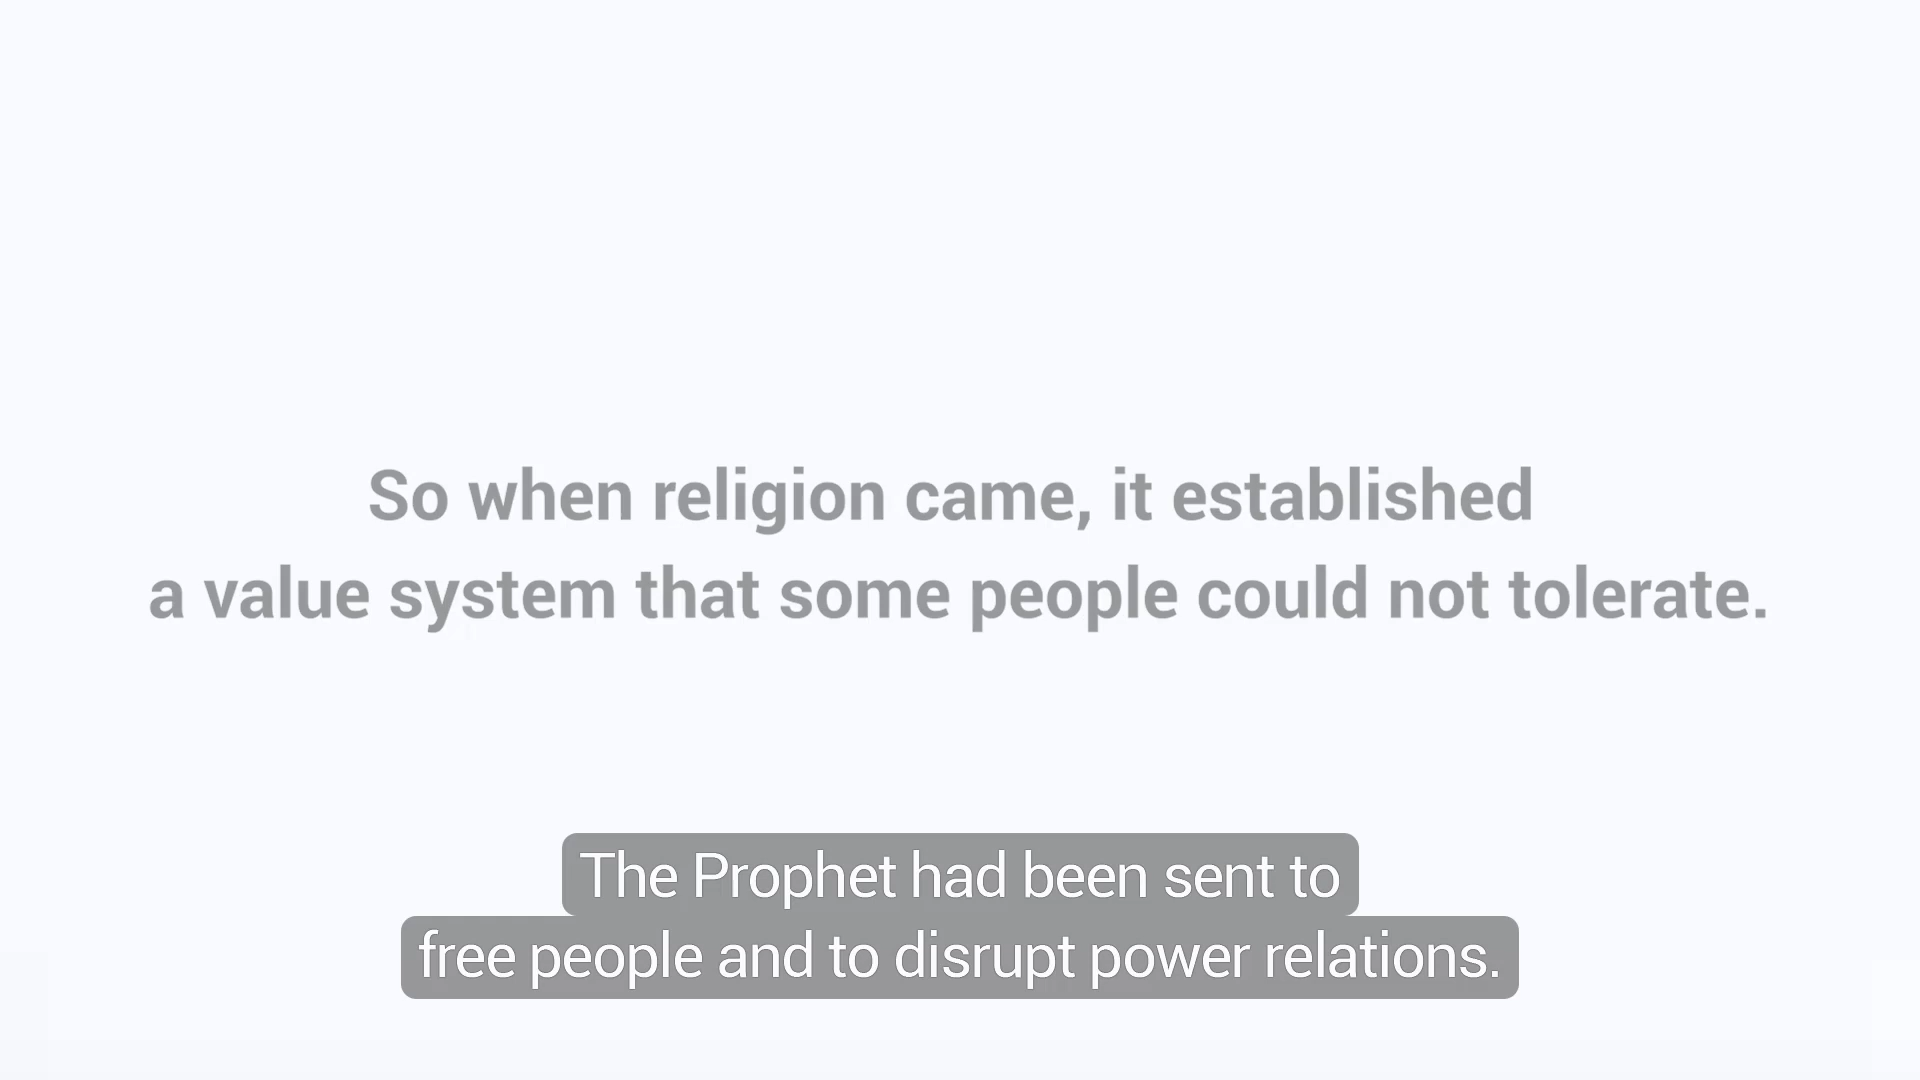 So when religion came, it established
a value system that some people could not tolerate.
The Prophet had been sent to
free people and to disrupt power relations.